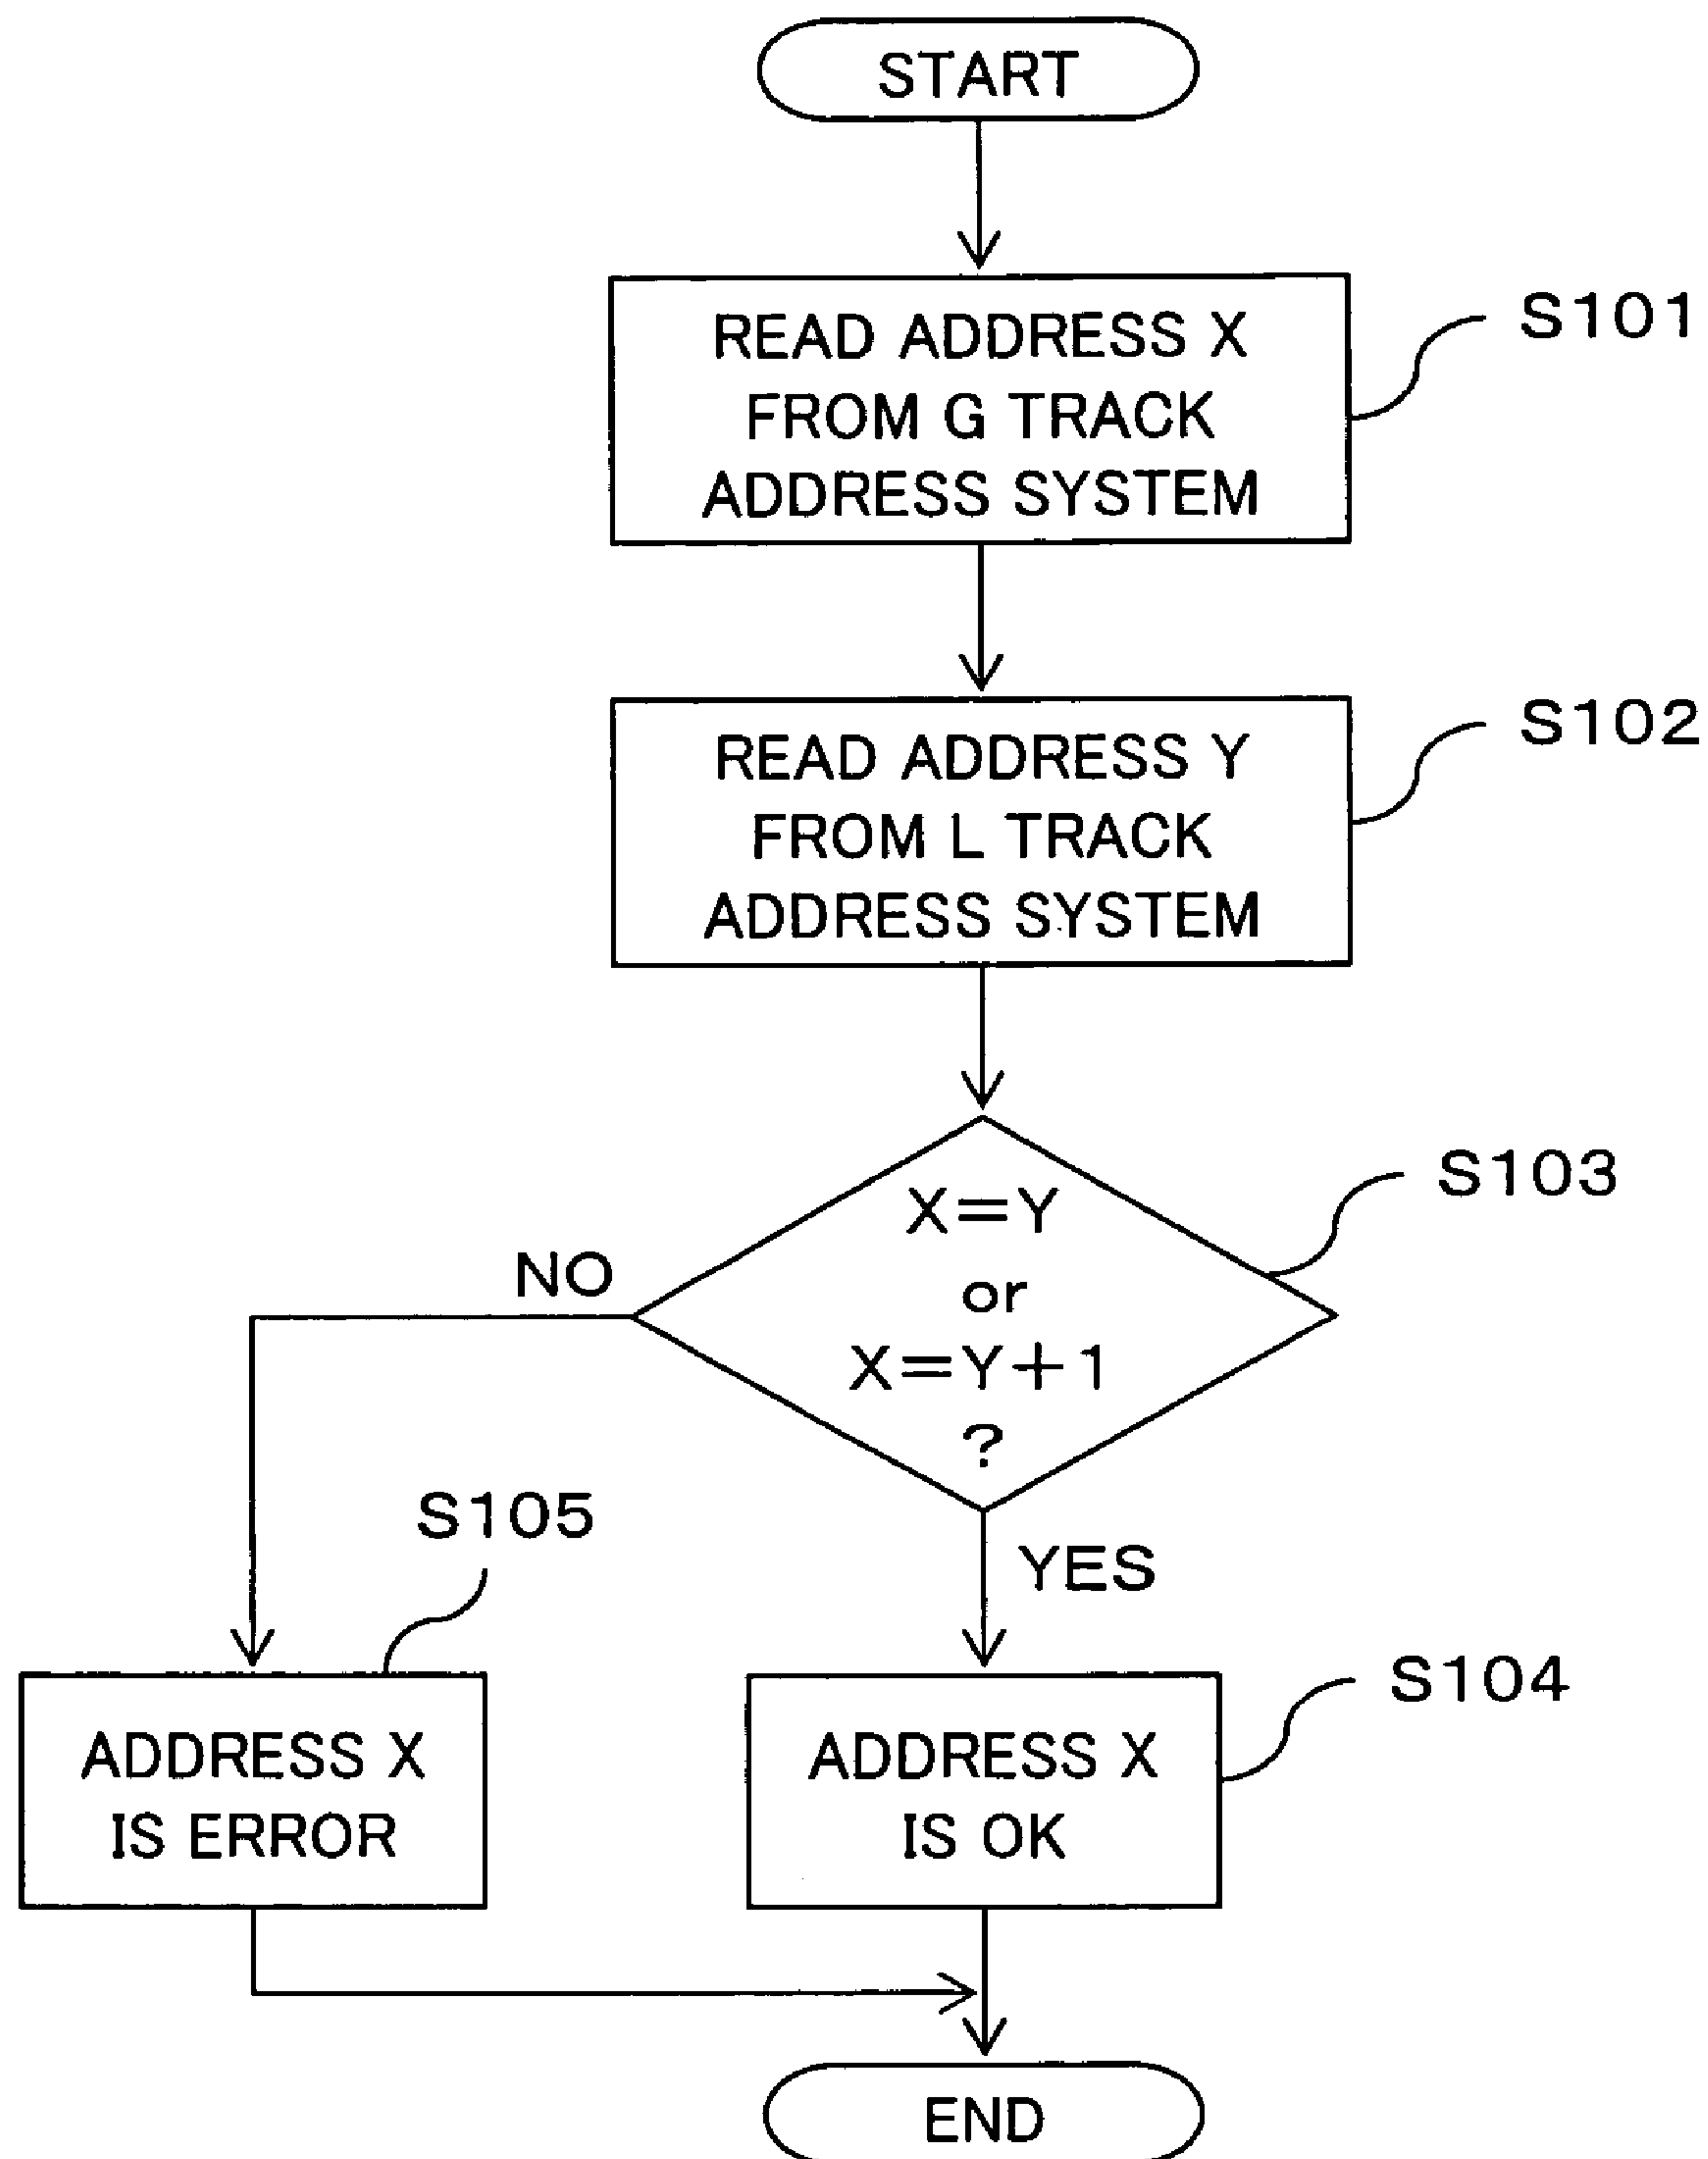 START
READ ADDRESS X
FROM G TRACK
ADDRESS SYSTEM
S101
READ ADDRESS Y
FROM L TRACK
ADDRESS SYSTEM
S102
X=Y
or
X=Y+1
?
S103
NO
YES
S105
ADDRESS X
IS ERROR
S104
ADDRESS X
IS OK
END